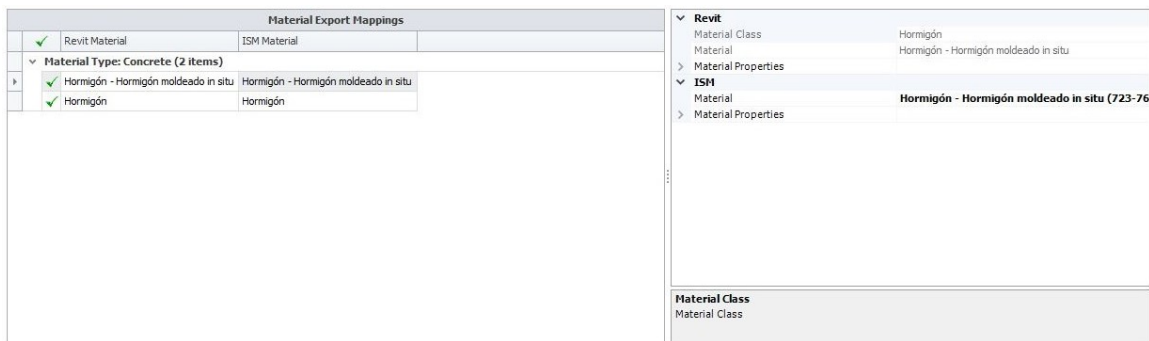 Material Export Mappings
Revit Material ISM Material
Material Type: Concrete (2 items)
Hormigón - Hormigón moldeado in situ Hormigón - Hormigón moldeado in situ
Hormigón Hormigón
Revit
Material Class Hormigón
Material Hormigón - Hormigón moldeado in situ
Material Properties
ISM
Material Hormigón - Hormigón moldeado in situ (723-76
Material Properties
Material Class
Material Class